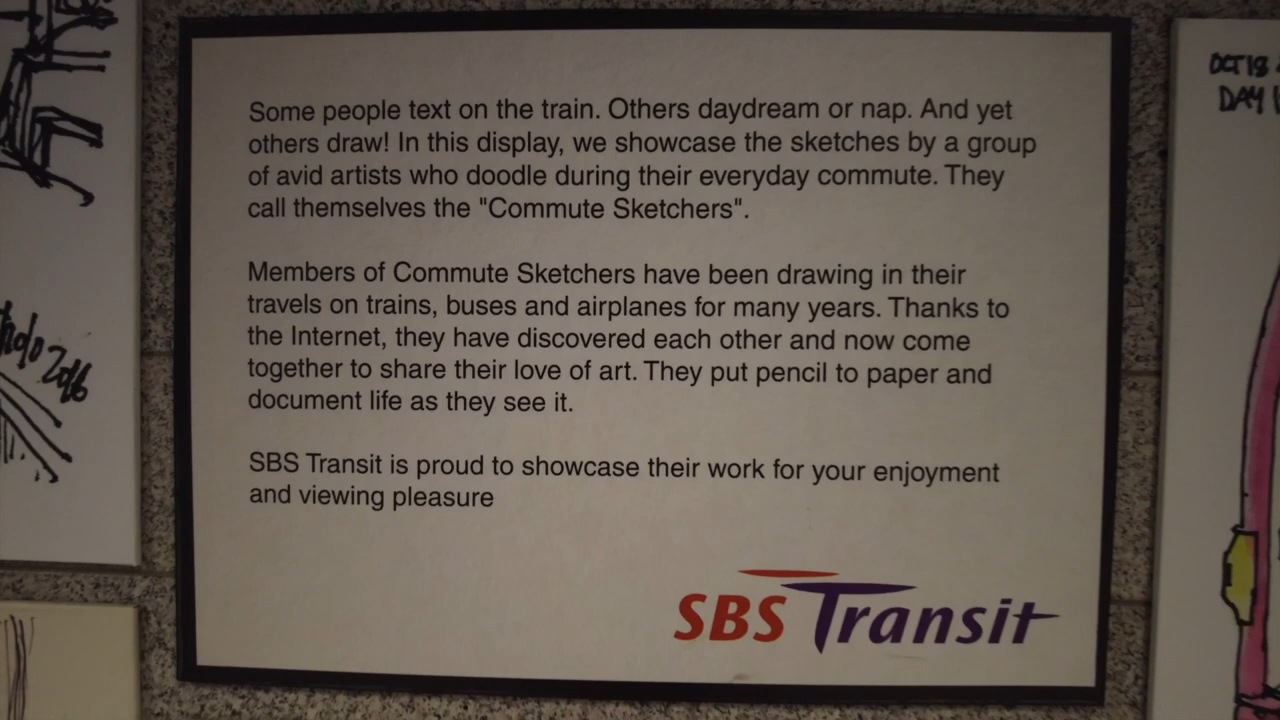 Some people text on the train. Others daydream or nap. And yet
others draw! In this display, we showcase the sketches by a group
of avid artists who doodle during their everyday commute. They
call themselves the "Commute Sketchers".
Members of Commute Sketchers have been drawing in their
travels on trains, buses and airplanes for many years. Thanks to
the Internet, they have discovered each other and now come
together to share their love of art. They put pencil to paper and
document life as they see it.
SBS Transit is proud to showcase their work for your enjoyment
and viewing pleasure
SBS Transit
OCT 18
DAY